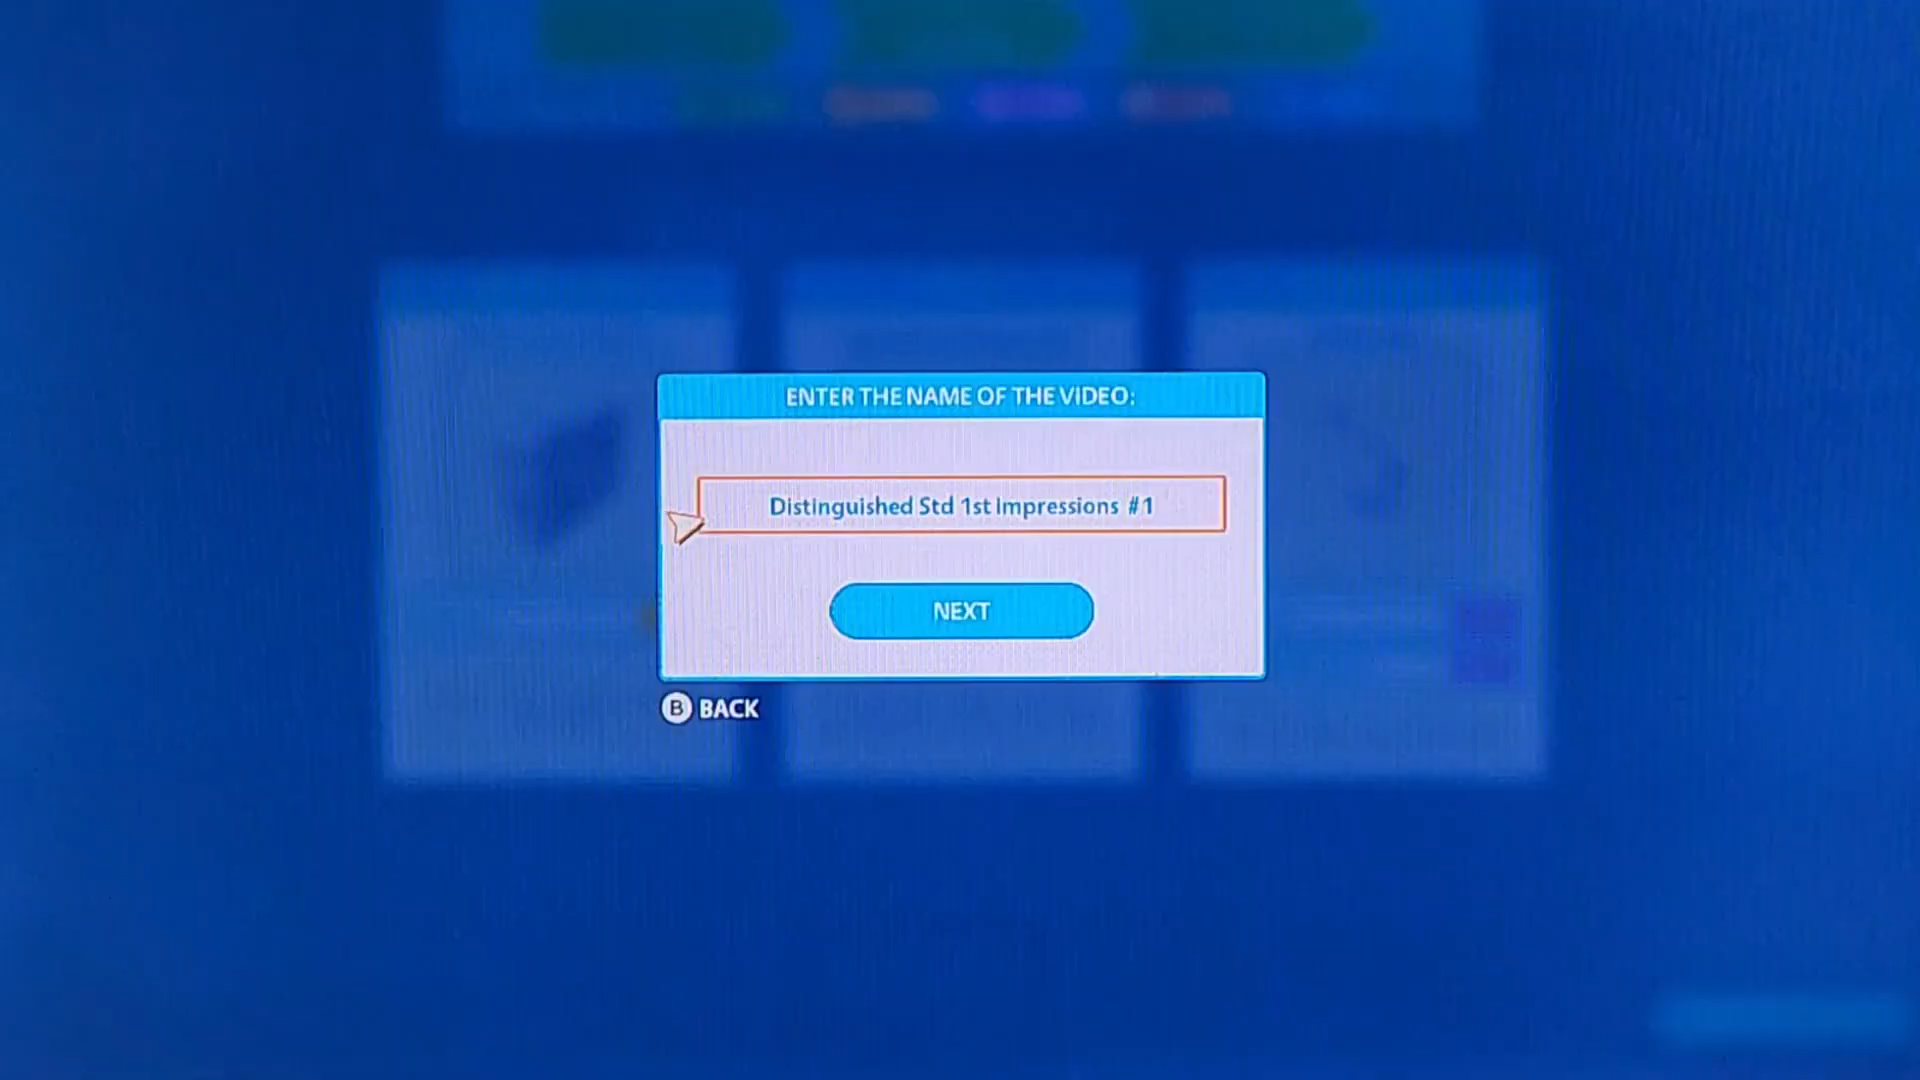 ENTER THE NAME OF THE VIDEO:
Distinguished Std 1st Impressions #1
NEXT
B BACK